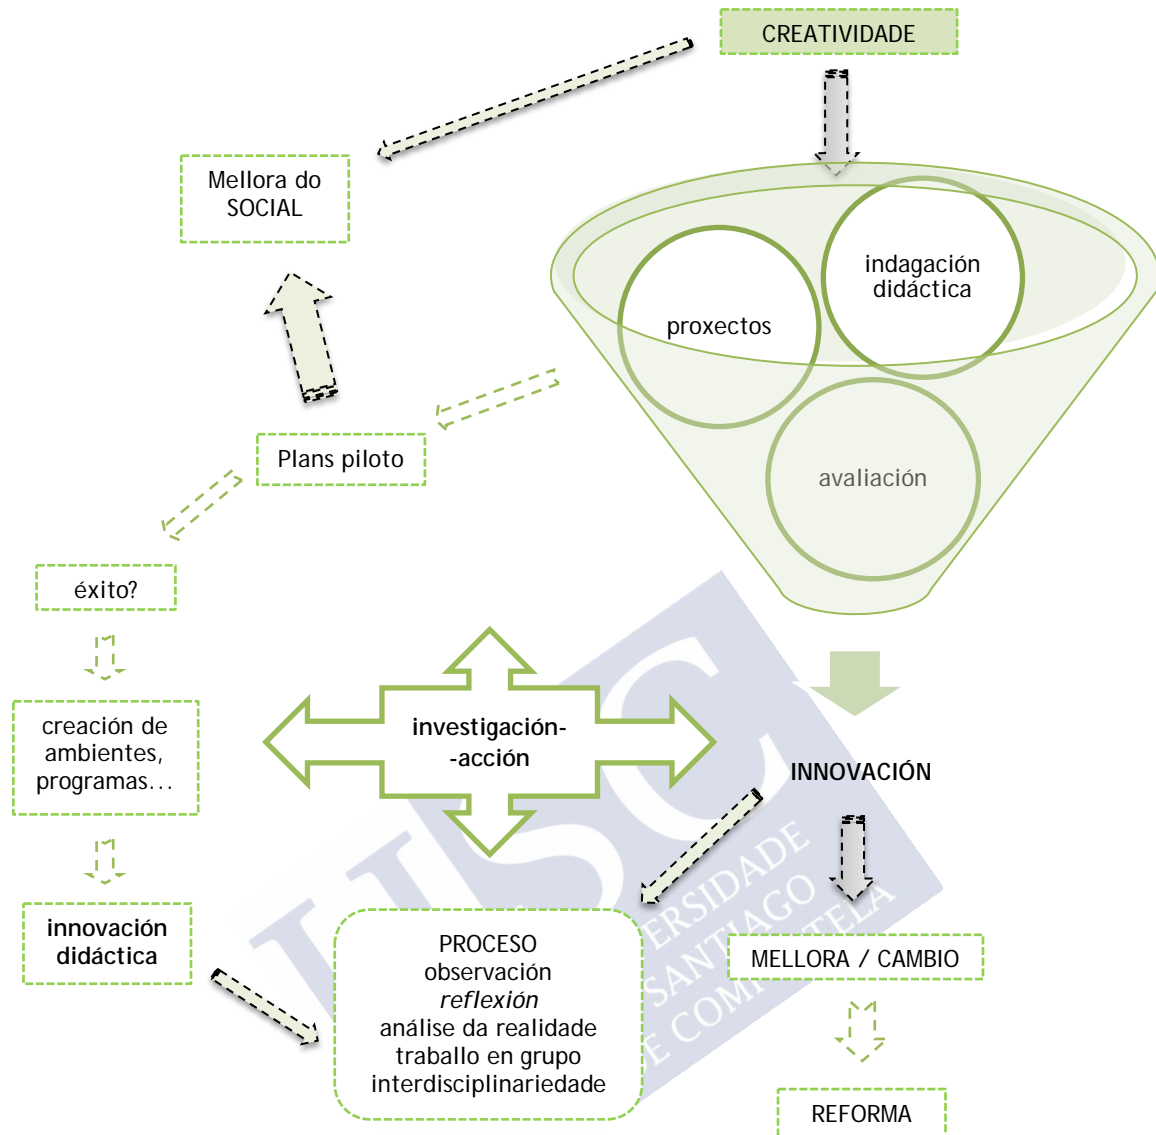 CREATIVIDADE
Mellora do
SOCIAL
indagación
didáctica
proxectos
Plans piloto
avaliación
éxito?
creación de
ambientes,
programas…
investigación-
-acción
INNOVACIÓN
innovación
didáctica
PROCESO
observación
reflexión
análise da realidade
traballo en grupo
interdisciplinariedade
MELLORA / CAMBIO
REFORMA
USC